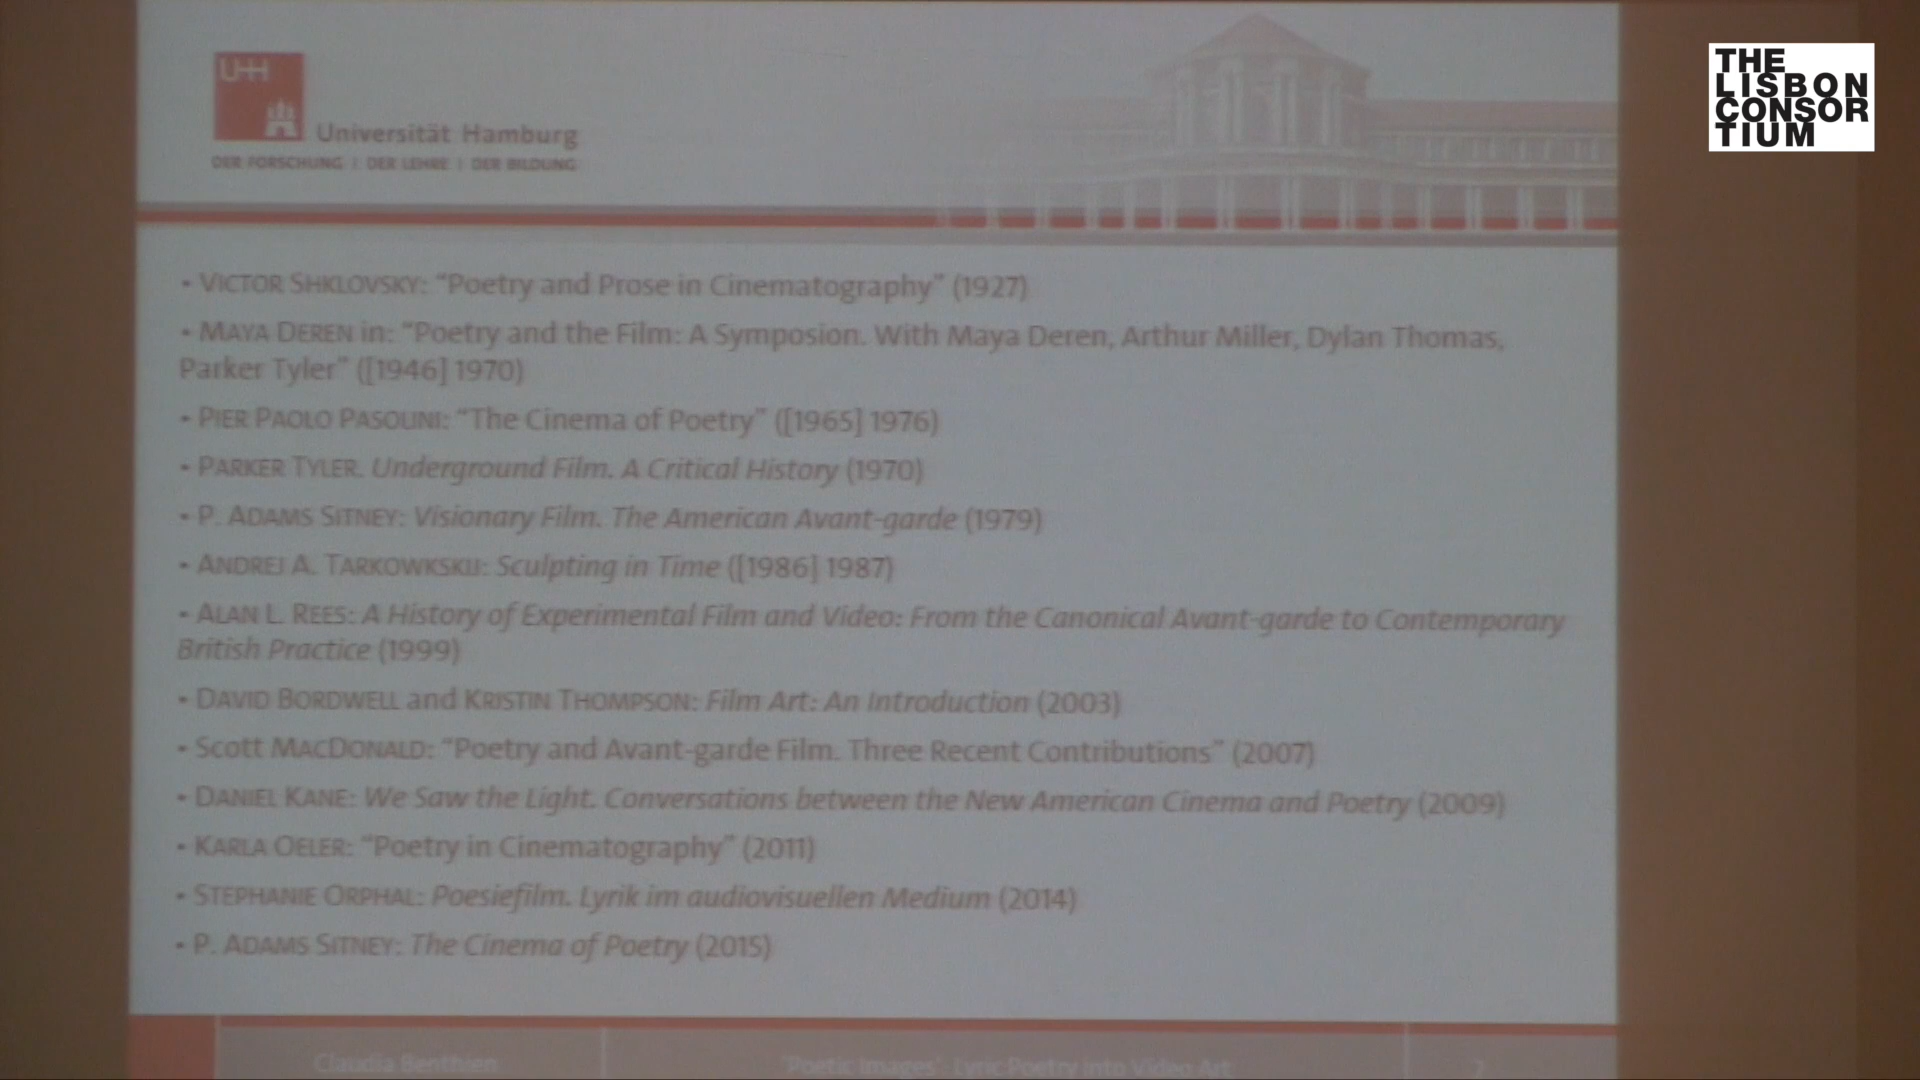 UHH
Universität Hamburg
DER FORSCHUNG | DER LEHRE | DER BILDUNG
THE
LISBON
CONSOR
TIUM
• VICTOR SHKLOVSKY: “Poetry and Prose in Cinematography” (1927)
• MAYA DEREN in: “Poetry and the Film: A Symposion. With Maya Deren, Arthur Miller, Dylan Thomas,
Parker Tyler” ([1946] 1970)
• PIER PAOLO PASOLINI: “The Cinema of Poetry” ([1965] 1976)
• PARKER TYLER. Underground Film. A Critical History (1970)
• P. ADAMS SITNEY: Visionary Film. The American Avant-garde (1979)
• ANDREJ A. TARKOWKSKIJ: Sculpting in Time ([1986] 1987)
• ALAN L. REES: A History of Experimental Film and Video: From the Canonical Avant-garde to Contemporary
British Practice (1999)
• DAVID BORDWELL and KRISTIN THOMPSON: Film Art: An Introduction (2003)
• Scott MACDONALD: “Poetry and Avant-garde Film. Three Recent Contributions” (2007)
• DANIEL KANE: We Saw the Light. Conversations between the New American Cinema and Poetry (2009)
• KARLA OELER: “Poetry in Cinematography” (2011)
• STEPHANIE ORPHAL: Poesiefilm. Lyrik im audiovisuellen Medium (2014)
• P. ADAMS SITNEY: The Cinema of Poetry (2015)
Claudia Benthien
'Poetic Images'- Lyric Poetry into Video Art